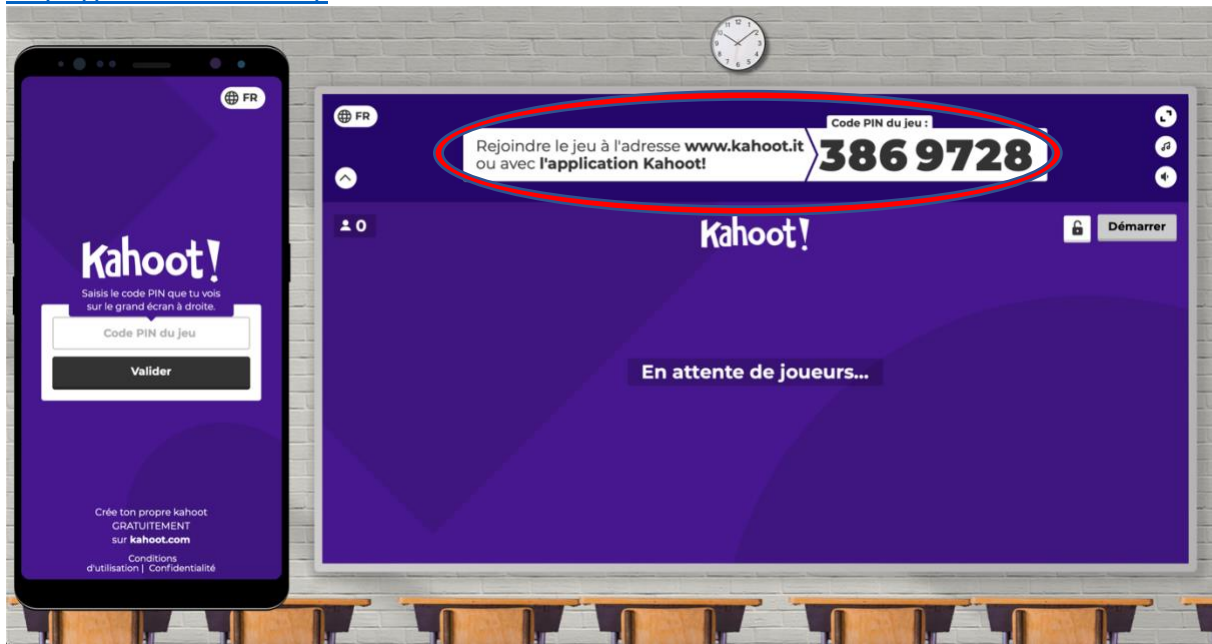 FR
Kahoot!
Saisis le code PIN que tu vois
sur le grand écran à droite.
Code PIN du jeu
Valider
Crée ton propre kahoot
GRATUITEMENT
sur kahoot.com
Conditions
d'utilisation | Confidentialité
12
FR
Rejoindre le jeu à l'adresse www.kahoot.it
ou avec l'application Kahoot!
Code PIN du jeu :
386 9728
0
Kahoot!
Démarrer
En attente de joueurs...